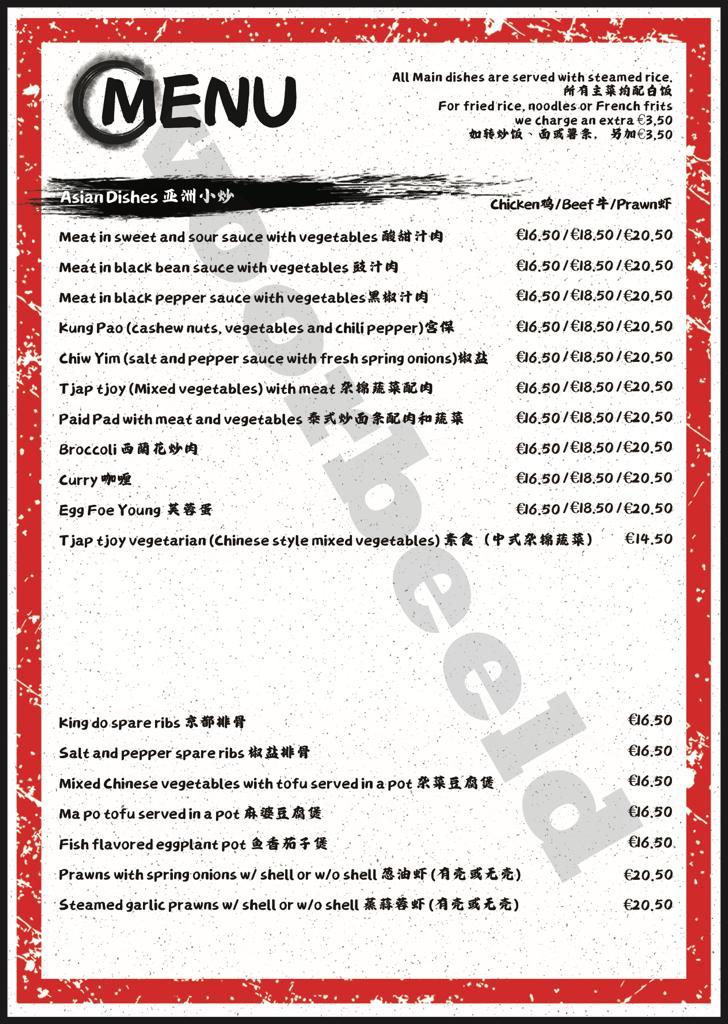 MENU
All Main dishes are served with steamed rice.
所有主菜均配白饭
For fried rice, noodles or French frits
we charge an extra €3,50
如转炒饭、面或薯条， 另加€3,50
Asian Dishes 亚洲小炒
Chicken鸡/Beef牛/Prawn虾
Meat in sweet and sour sauce with vegetables 酸甜汁肉 €16.50/€18.50/€20.50
Meat in black bean sauce with vegetables 豉汁肉 €16.50/€18.50/€20.50
Meat in black pepper sauce with vegetables黑椒汁肉 €16.50/€18.50/€20.50
Kung Pao (cashew nuts, vegetables and chili pepper)宫保 €16.50/€18.50/€20.50
Chiw Yim (salt and pepper sauce with fresh spring onions)椒盐 €16.50/€18.50/€20.50
Tjap tjoy (Mixed vegetables) with meat 杂锦蔬菜配肉 €16.50/€18.50/€20.50
Paid Pad with meat and vegetables 泰式炒面条配肉和蔬菜 €16.50/€18.50/€20.50
Broccoli 西蘭花炒肉 €16.50/€18.50/€20.50
Curry 咖喱 €16.50/€18.50/€20.50
Egg Foe Young 芙蓉蛋 €16.50/€18.50/€20.50
Tjap tjoy vegetarian (Chinese style mixed vegetables) 素食（中式杂锦蔬菜） €14.50
King do spare ribs 京都排骨 €16.50
Salt and pepper spare ribs 椒盐排骨 €16.50
Mixed Chinese vegetables with tofu served in a pot 杂菜豆腐煲 €16.50
Ma po tofu served in a pot 麻婆豆腐煲 €16.50
Fish flavored eggplant pot 鱼香茄子煲 €16.50
Prawns with spring onions w/ shell or w/o shell 葱油虾 (有壳或无壳) €20.50
Steamed garlic prawns w/ shell or w/o shell 蒸蒜蓉虾 (有壳或无壳) €20.50
voorbeeld